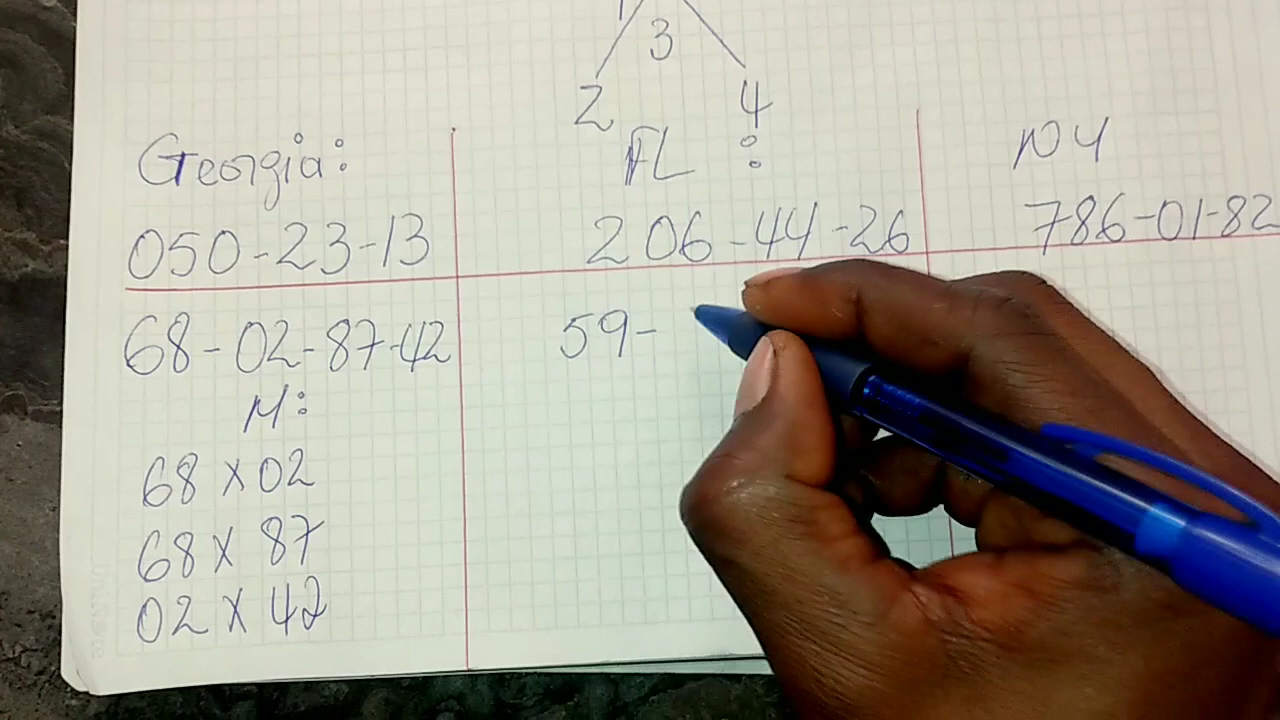 3
2 4
Georgia: FL : NY
050-23-13 206-44-26 786-01-82
68-02-87-42 59-
M:
68 x 02
68 x 87
02 x 42